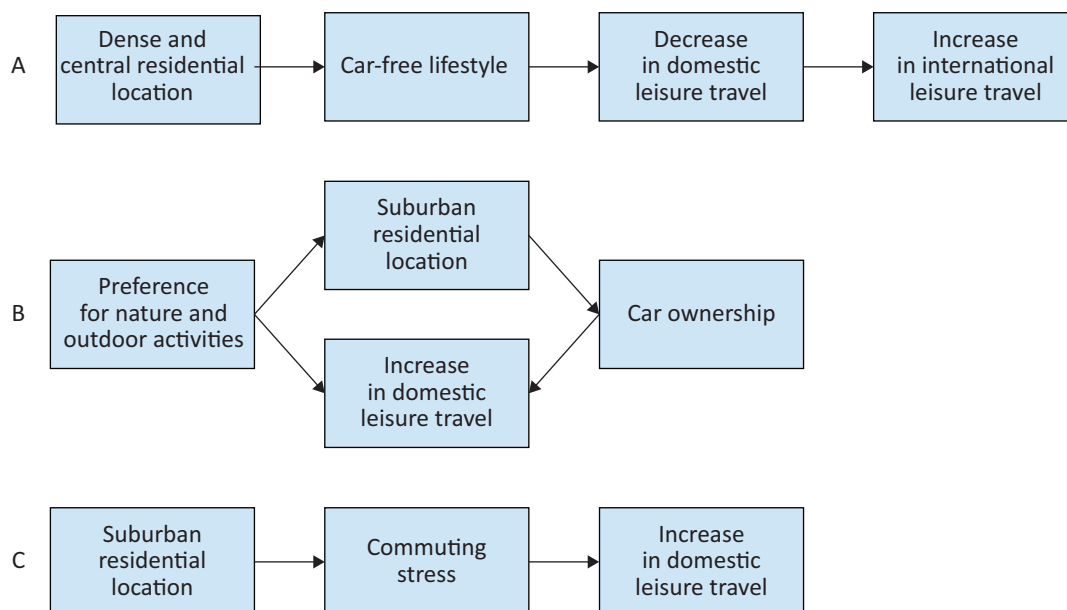 A
Dense and
central residential
location
Car-free lifestyle
Decrease
in domestic
leisure travel
Increase
in international
leisure travel
B
Preference
for nature and
outdoor activities
Suburban
residential
location
Increase
in domestic
leisure travel
Car ownership
C
Suburban
residential
location
Commuting
stress
Increase
in domestic
leisure travel